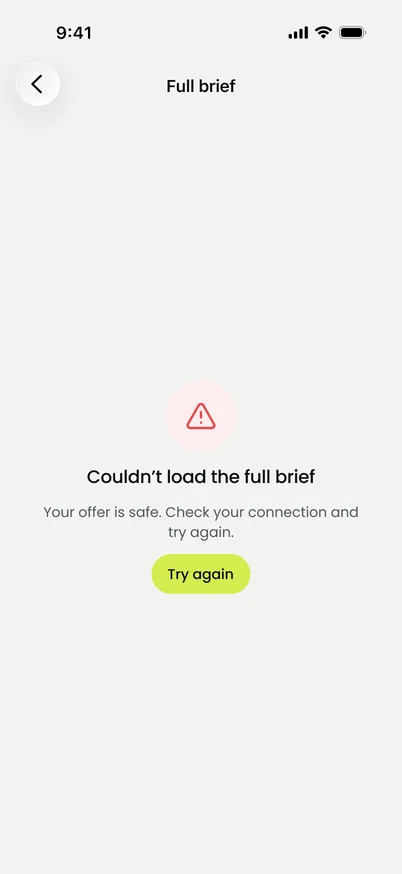 9:41
Full brief
Couldn’t load the full brief
Your offer is safe. Check your connection and
try again.
Try again